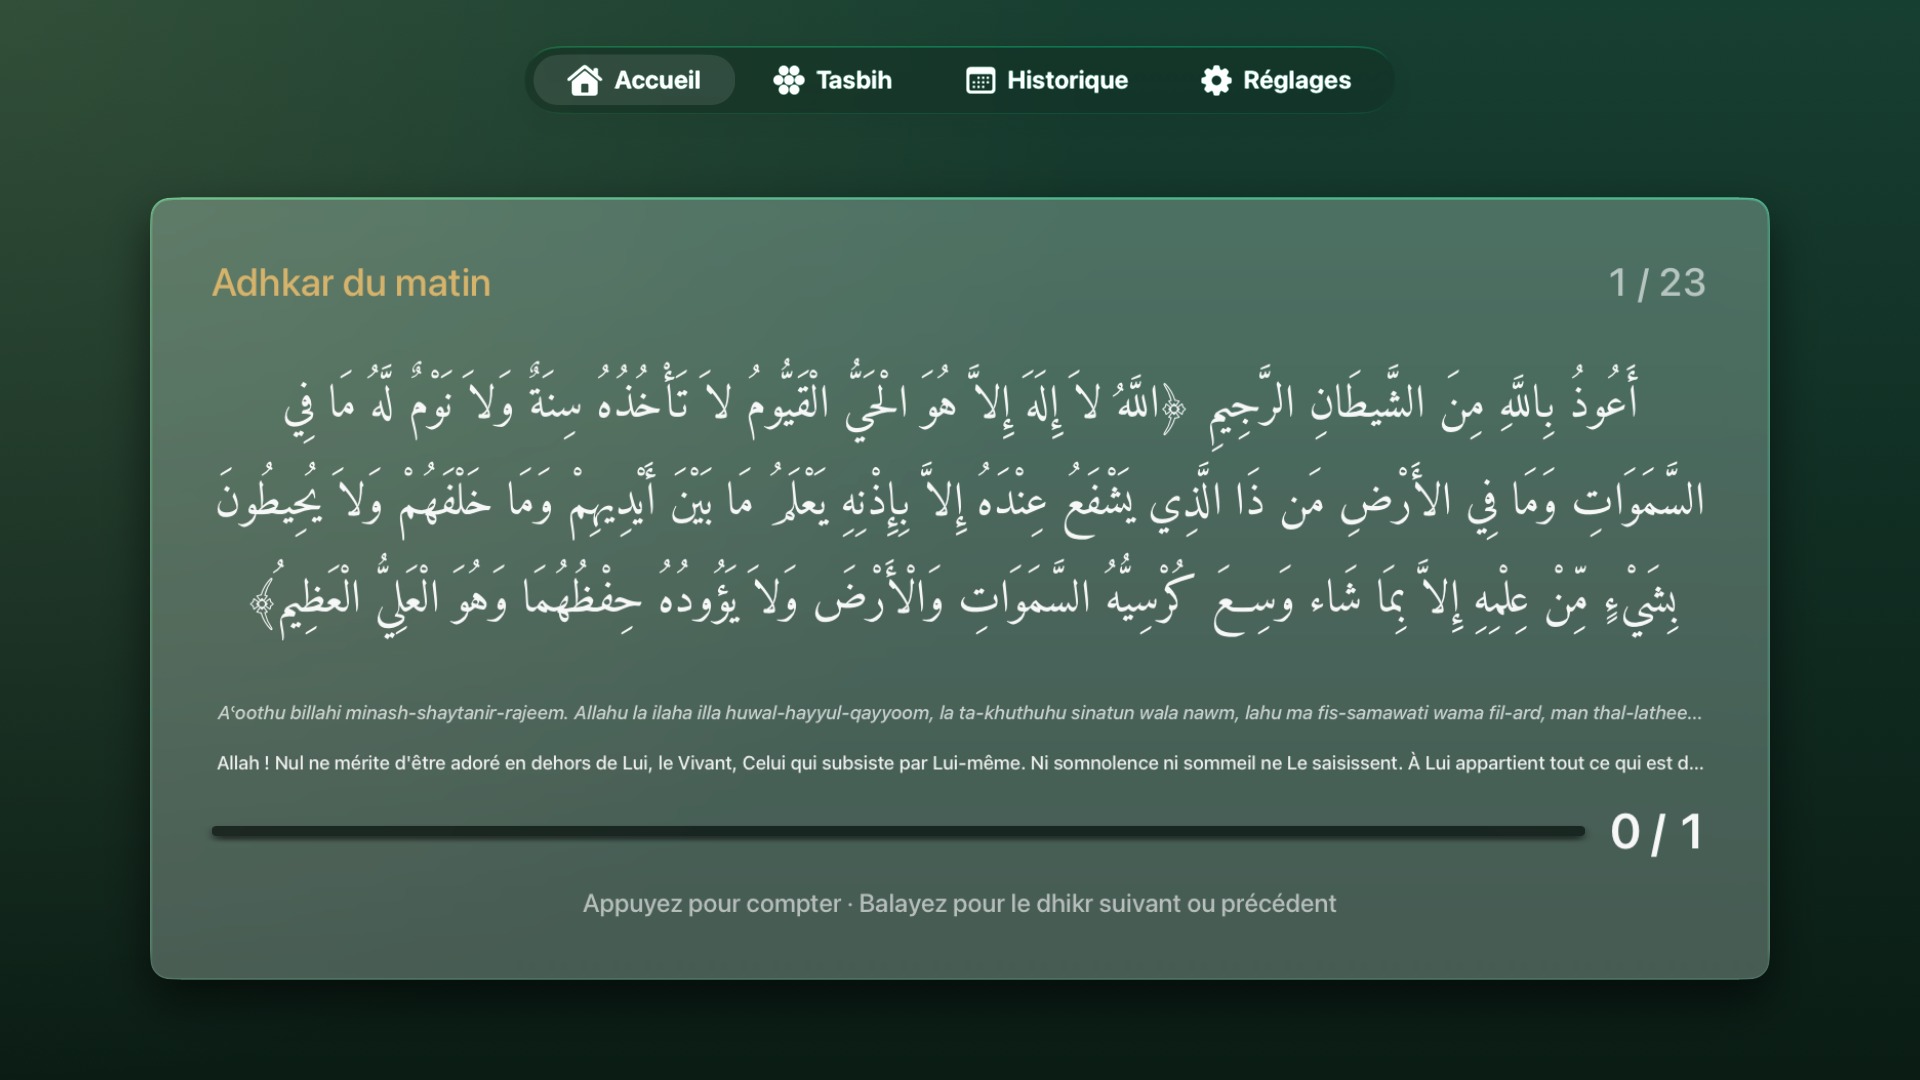 Accueil Tasbih Historique Réglages
Adhkar du matin
1 / 23
أَعُوذُ بِاللَّهِ مِنَ الشَّيطَانِ الرَّجِيمِ ﴿اللَّهُ لاَ إِلَهَ إِلاَّ هُوَ الْحَيُّ الْقَيُّومُ لاَ تَأْخُذُهُ سِنَةٌ وَلاَ نَوْمٌ لَّهُ مَا فِي
السَّمَوَاتِ وَمَا فِي الأَرْضِ مَن ذَا الَّذِي يَشْفَعُ عِنْدَهُ إِلاَّ بِإِذْنِهِ يَعْلَمُ مَا بَيْنَ أَيْدِيهِمْ وَمَا خَلْفَهُمْ وَلاَ يُحِيطُونَ
بِشَيْءٍ مِّنْ عِلْمِهِ إِلاَّ بِمَا شَاء وَسِعَ كُرْسِيُّهُ السَّمَوَاتِ وَالْأَرْضَ وَلاَ يَؤُودُهُ حِفْظُهُمَا وَهُوَ الْعَلِيُّ الْعَظِيمُ﴾
Aʿoothu billahi minash-shaytanir-rajeem. Allahu la ilaha illa huwal-hayyul-qayyoom, la ta-khuthuhu sinatun wala nawm, lahu ma fis-samawati wama fil-ard, man thal-lathee...
Allah ! Nul ne mérite d'être adoré en dehors de Lui, le Vivant, Celui qui subsiste par Lui-même. Ni somnolence ni sommeil ne Le saisissent. À Lui appartient tout ce qui est d...
0 / 1
Appuyez pour compter · Balayez pour le dhikr suivant ou précédent